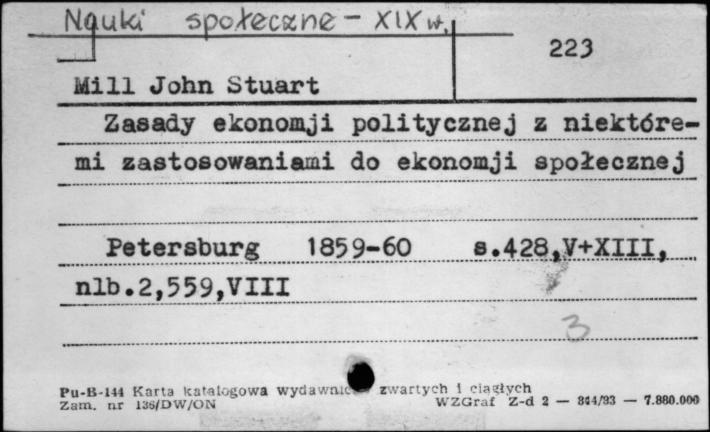 Nauki społeczne - XIX w.
223
Mill John Stuart
Zasady ekonomji politycznej z niektóre-
mi zastosowaniami do ekonomji społecznej
Petersburg 1859-60 s.428,V+XIII,
nlb.2,559,VIII
3
Pu-B-144 Karta katalogowa zwartych i ciągłych
Zam. nr 136/DW/ON WZGraf Z-d 2 — 344/83 — 7.880.000